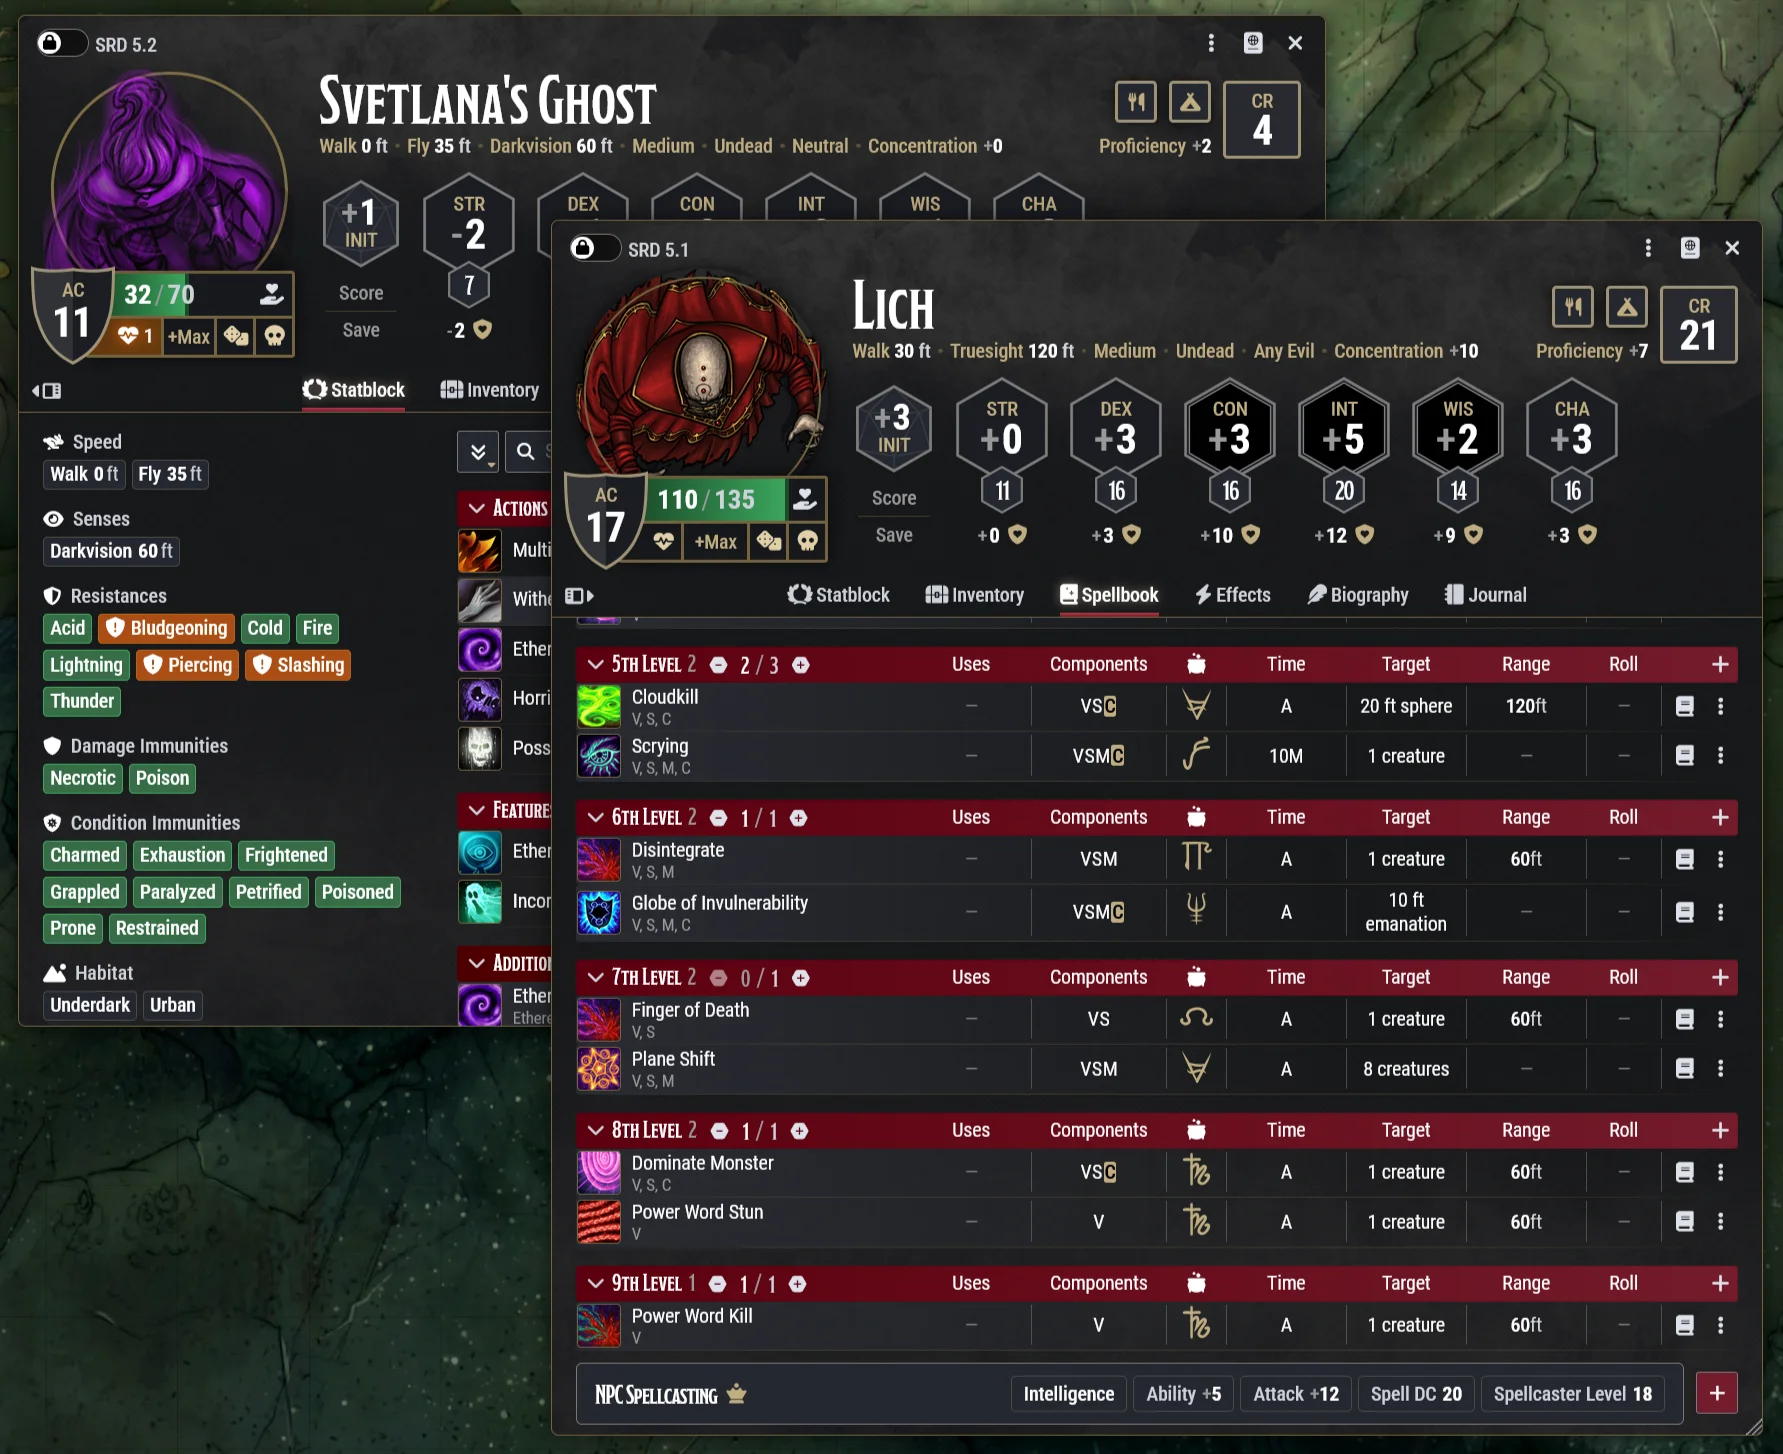 SRD 5.2
SVETLANA'S GHOST
Walk 0 ft • Fly 35 ft • Darkvision 60 ft • Medium • Undead • Neutral • Concentration +0
Proficiency +2
CR
4
+1
INIT
STR
-2
7
DEX
CON
INT
WIS
CHA
Score
Save
-2
AC
11
32 / 70
1
+Max
Statblock
Inventory
Speed
Walk 0 ft
Fly 35 ft
Senses
Darkvision 60 ft
Resistances
Acid
Bludgeoning
Cold
Fire
Lightning
Piercing
Slashing
Thunder
Damage Immunities
Necrotic
Poison
Condition Immunities
Charmed
Exhaustion
Frightened
Grappled
Paralyzed
Petrified
Poisoned
Prone
Restrained
Habitat
Underdark
Urban
ACTIONS
Multi
Withe
Ether
Horri
Poss
FEATURE
Ether
Incor
ADDITIO
Ether
Ethere
SRD 5.1
LICH
Walk 30 ft • Truesight 120 ft • Medium • Undead • Any Evil • Concentration +10
Proficiency +7
CR
21
+3
INIT
STR
+0
11
DEX
+3
16
CON
+3
16
INT
+5
20
WIS
+2
14
CHA
+3
16
Score
Save
+0
+3
+10
+12
+9
+3
AC
17
110 / 135
+Max
Statblock
Inventory
Spellbook
Effects
Biography
Journal
5TH LEVEL 2 2 / 3 Uses Components Time Target Range Roll
Cloudkill
V, S, C
— VSC A 20 ft sphere 120ft —
Scrying
V, S, M, C
— VSMC 10M 1 creature — —
6TH LEVEL 2 1 / 1 Uses Components Time Target Range Roll
Disintegrate
V, S, M
— VSM A 1 creature 60ft —
Globe of Invulnerability
V, S, M, C
— VSMC A 10 ft
emanation — —
7TH LEVEL 2 0 / 1 Uses Components Time Target Range Roll
Finger of Death
V, S
— VS A 1 creature 60ft —
Plane Shift
V, S, M
— VSM A 8 creatures — —
8TH LEVEL 2 1 / 1 Uses Components Time Target Range Roll
Dominate Monster
V, S, C
— VSC A 1 creature 60ft —
Power Word Stun
V
— V A 1 creature 60ft —
9TH LEVEL 1 1 / 1 Uses Components Time Target Range Roll
Power Word Kill
V
— V A 1 creature 60ft —
NPC SPELLCASTING
Intelligence
Ability +5
Attack +12
Spell DC 20
Spellcaster Level 18